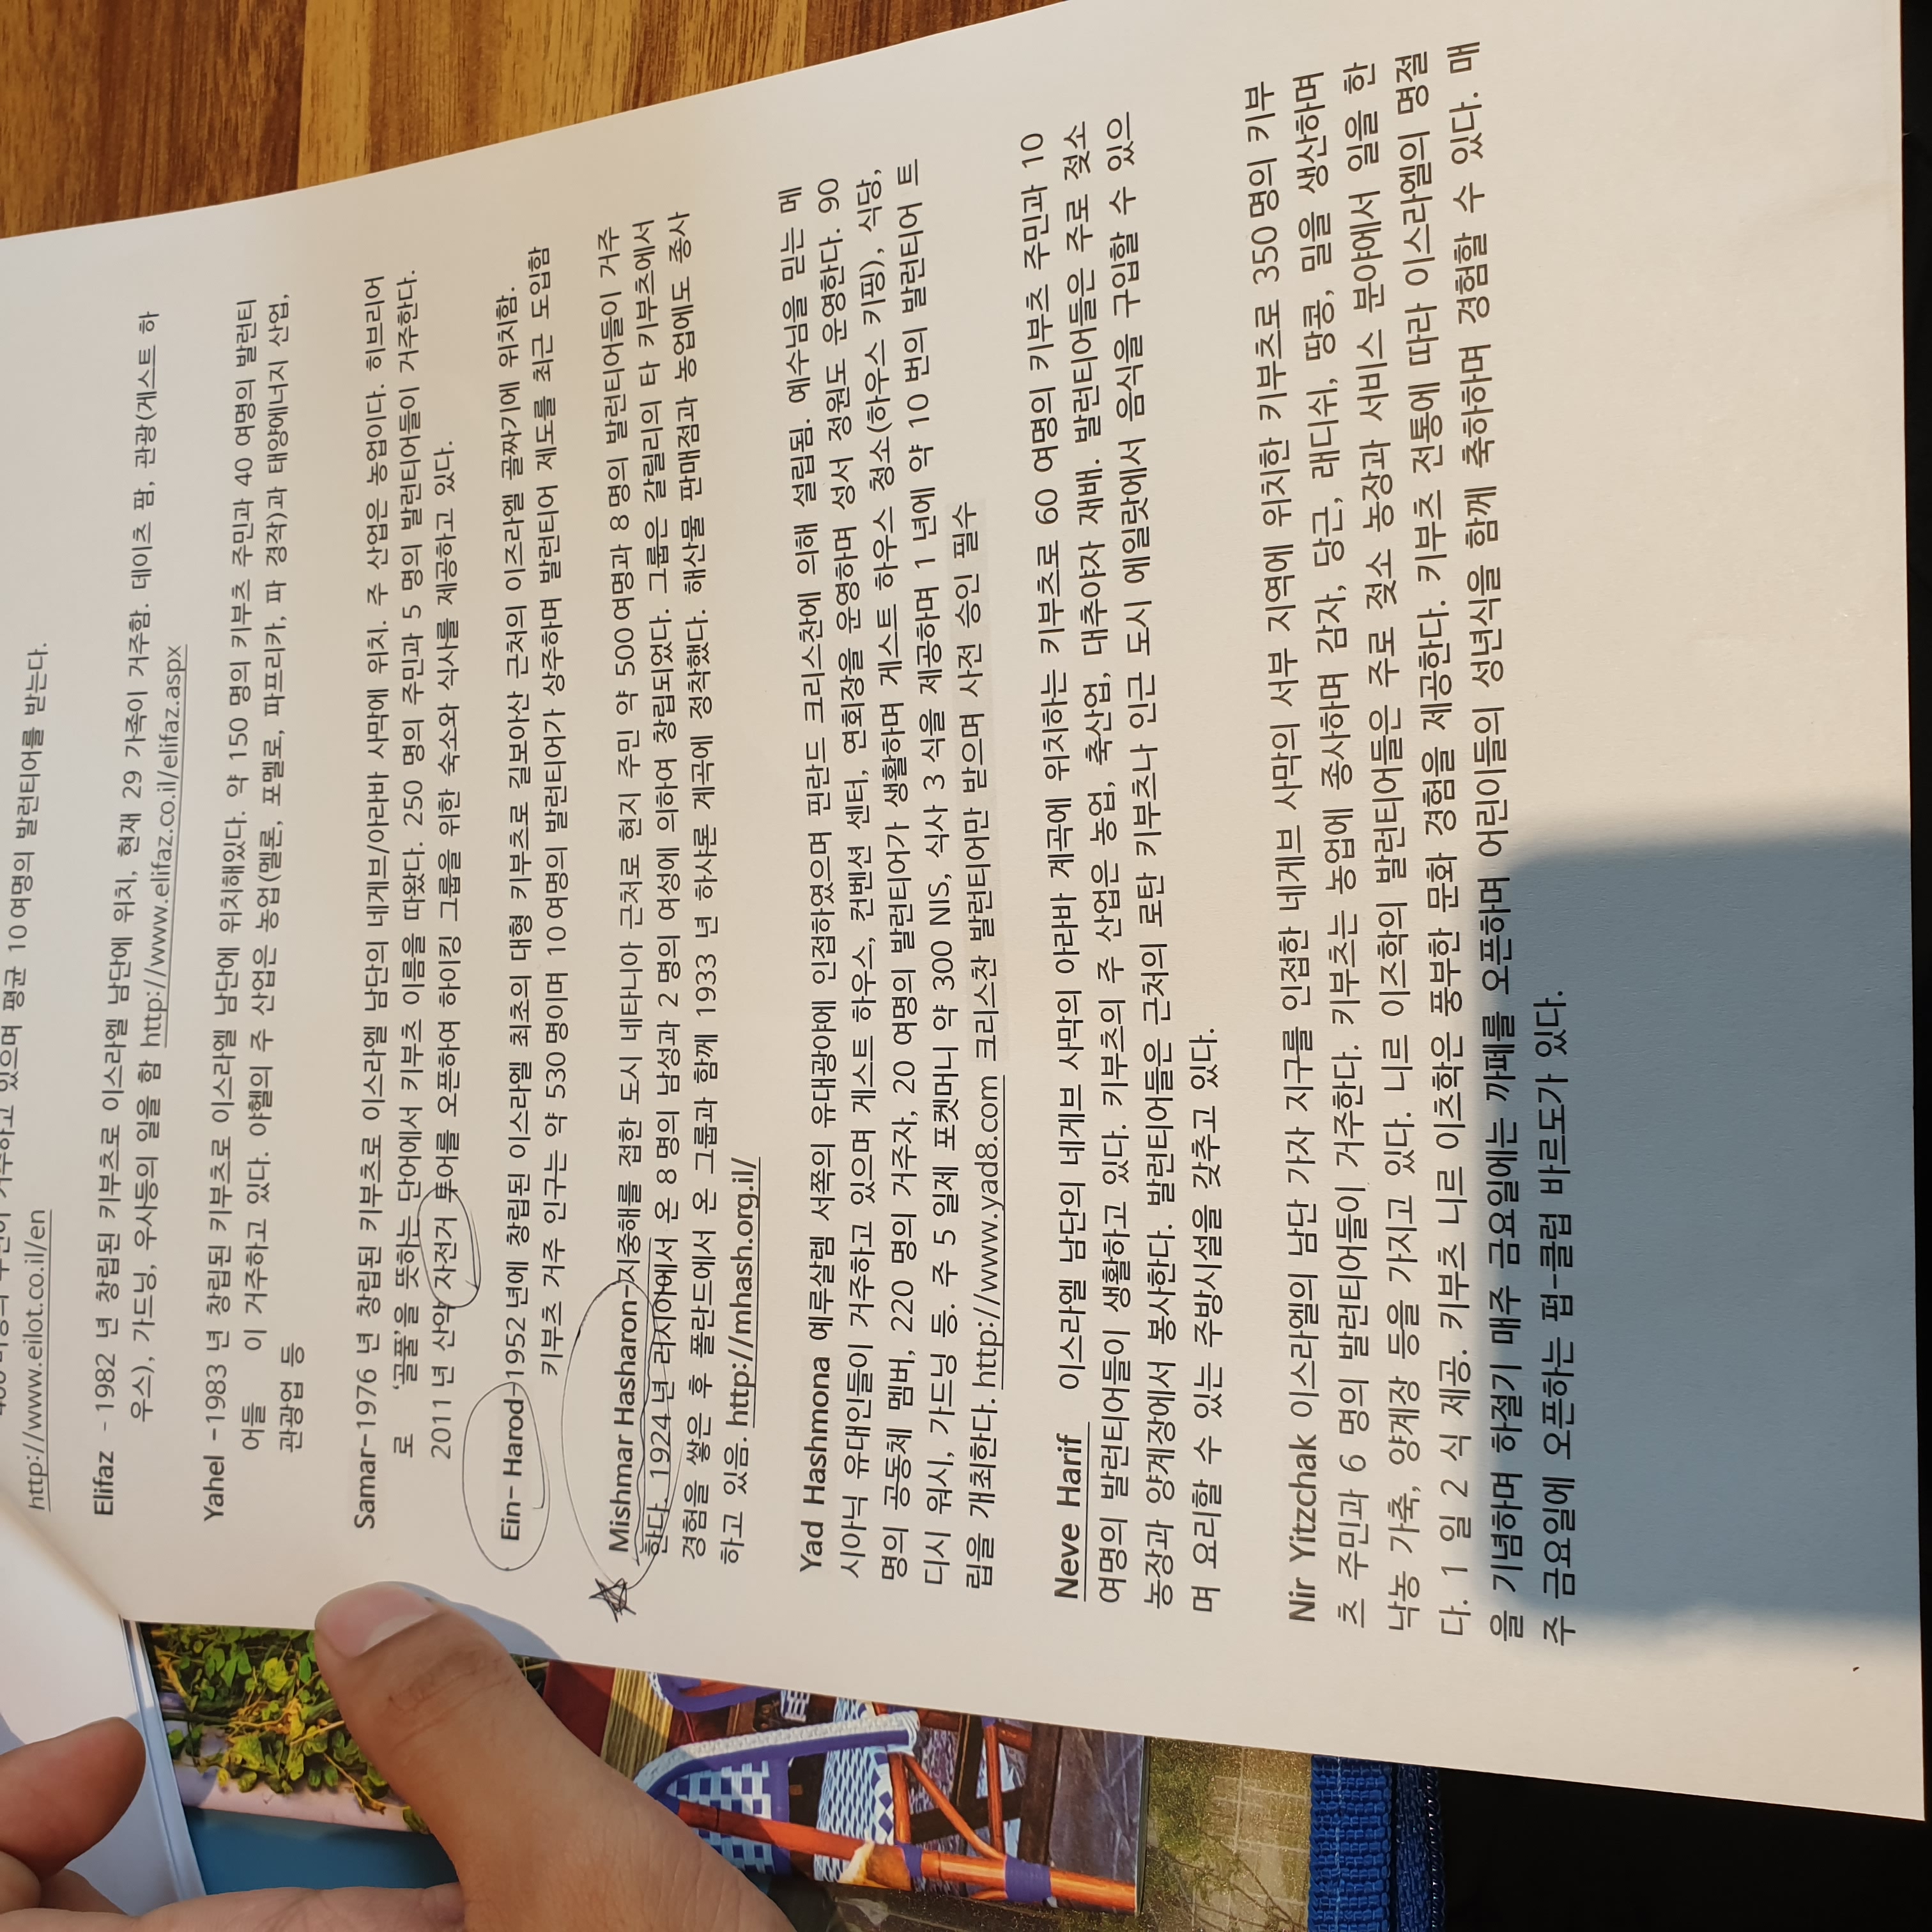 거주하고 있으며 평균 10 여명의 발런티어를 받는다.
http://www.eilot.co.il/en
Elifaz - 1982 년 창립된 키부츠로 이스라엘 남단에 위치, 현재 29 가족이 거주함. 데이츠 팜, 관광(게스트 하
우스), 가드닝, 우사등의 일을 함 http://www.elifaz.co.il/elifaz.aspx
Yahel -1983 년 창립된 키부츠로 이스라엘 남단에 위치해있다. 약 150 명의 키부츠 주민과 40 여명의 발런티
어들 이 거주하고 있다. 야헬의 주 산업은 농업(멜론, 포멜로, 파프리카, 파 경작)과 태양에너지 산업,
관광업 등
Samar-1976 년 창립된 키부츠로 이스라엘 남단의 네게브/아라바 사막에 위치. 주 산업은 농업이다. 히브리어
로 '골풀'을 뜻하는 단어에서 키부츠 이름을 따왔다. 250 명의 주민과 5 명의 발런티어들이 거주한다.
2011 년 산악 자전거 투어를 오픈하여 하이킹 그룹을 위한 숙소와 식사를 제공하고 있다.
Ein- Harod-1952 년에 창립된 이스라엘 최초의 대형 키부츠로 길보아산 근처의 이즈라엘 골짜기에 위치함.
키부츠 거주 인구는 약 530 명이며 10 여명의 발런티어가 상주하며 발런티어 제도를 최근 도입함
Mishmar Hasharon-지중해를 접한 도시 네타니아 근처로 현지 주민 약 500 여명과 8 명의 발런티어들이 거주
한다. 1924 년 러시아에서 온 8 명의 남성과 2 명의 여성에 의하여 창립되었다. 그룹은 갈릴리의 타 키부츠에서
경험을 쌓은 후 폴란드에서 온 그룹과 함께 1933 년 하샤론 계곡에 정착했다. 해산물 판매점과 농업에도 종사
하고 있음. http://mhash.org.il/
Yad Hashmona 예루살렘 서쪽의 유대광야에 인접하였으며 핀란드 크리스찬에 의해 설립됨. 예수님을 믿는 메
시아닉 유대인들이 거주하고 있으며 게스트 하우스, 컨벤션 센터, 연회장을 운영하며 성서 정원도 운영한다. 90
명의 공동체 멤버, 220 명의 거주자, 20 여명의 발런티어가 생활하며 게스트 하우스 청소(하우스 키핑), 식당,
디시 워시, 가드닝 등. 주 5 일제 포켓머니 약 300 NIS, 식사 3 식을 제공하며 1 년에 약 10 번의 발런티어 트
립을 개최한다. http://www.yad8.com 크리스찬 발런티어만 받으며 사전 승인 필수
Neve Harif 이스라엘 남단의 네게브 사막의 아라바 계곡에 위치하는 키부츠로 60 여명의 키부츠 주민과 10
여명의 발런티어들이 생활하고 있다. 키부츠의 주 산업은 농업, 축산업, 대추야자 재배. 발런티어들은 주로 젖소
농장과 양계장에서 봉사한다. 발런티어들은 근처의 로탄 키부츠나 인근 도시 에일랏에서 음식을 구입할 수 있으
며 요리할 수 있는 주방시설을 갖추고 있다.
Nir Yitzchak 이스라엘의 남단 가자 지구를 인접한 네게브 사막의 서부 지역에 위치한 키부츠로 350 명의 키부
츠 주민과 6 명의 발런티어들이 거주한다. 키부츠는 농업에 종사하며 감자, 당근, 래디쉬, 땅콩, 밀을 생산하며
낙농 가축, 양계장 등을 가지고 있다. 니르 이즈학의 발런티어들은 주로 젖소 농장과 서비스 분야에서 일을 한
다. 1 일 2 식 제공. 키부츠 니르 이츠학은 풍부한 문화 경험을 제공한다. 키부츠 전통에 따라 이스라엘의 명절
을 기념하며 하절기 매주 금요일에는 까페를 오픈하며 어린이들의 성년식을 함께 축하하며 경험할 수 있다. 매
주 금요일에 오픈하는 펍-클럽 바르도가 있다.